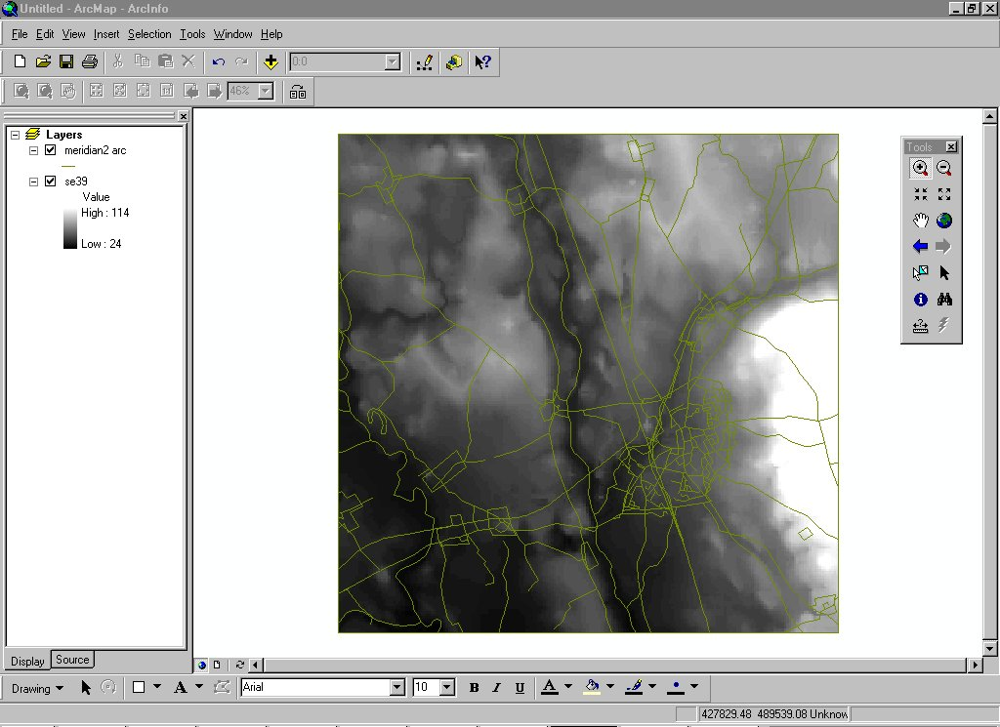 Untitled - ArcMap - ArcInfo
File Edit View Insert Selection Tools Window Help
0:0
46%
Layers
meridian2 arc
se39
Value
High : 114
Low : 24
Tools
Display Source
Drawing A Arial 10 B I U A
427829.48 489539.08 Unknow